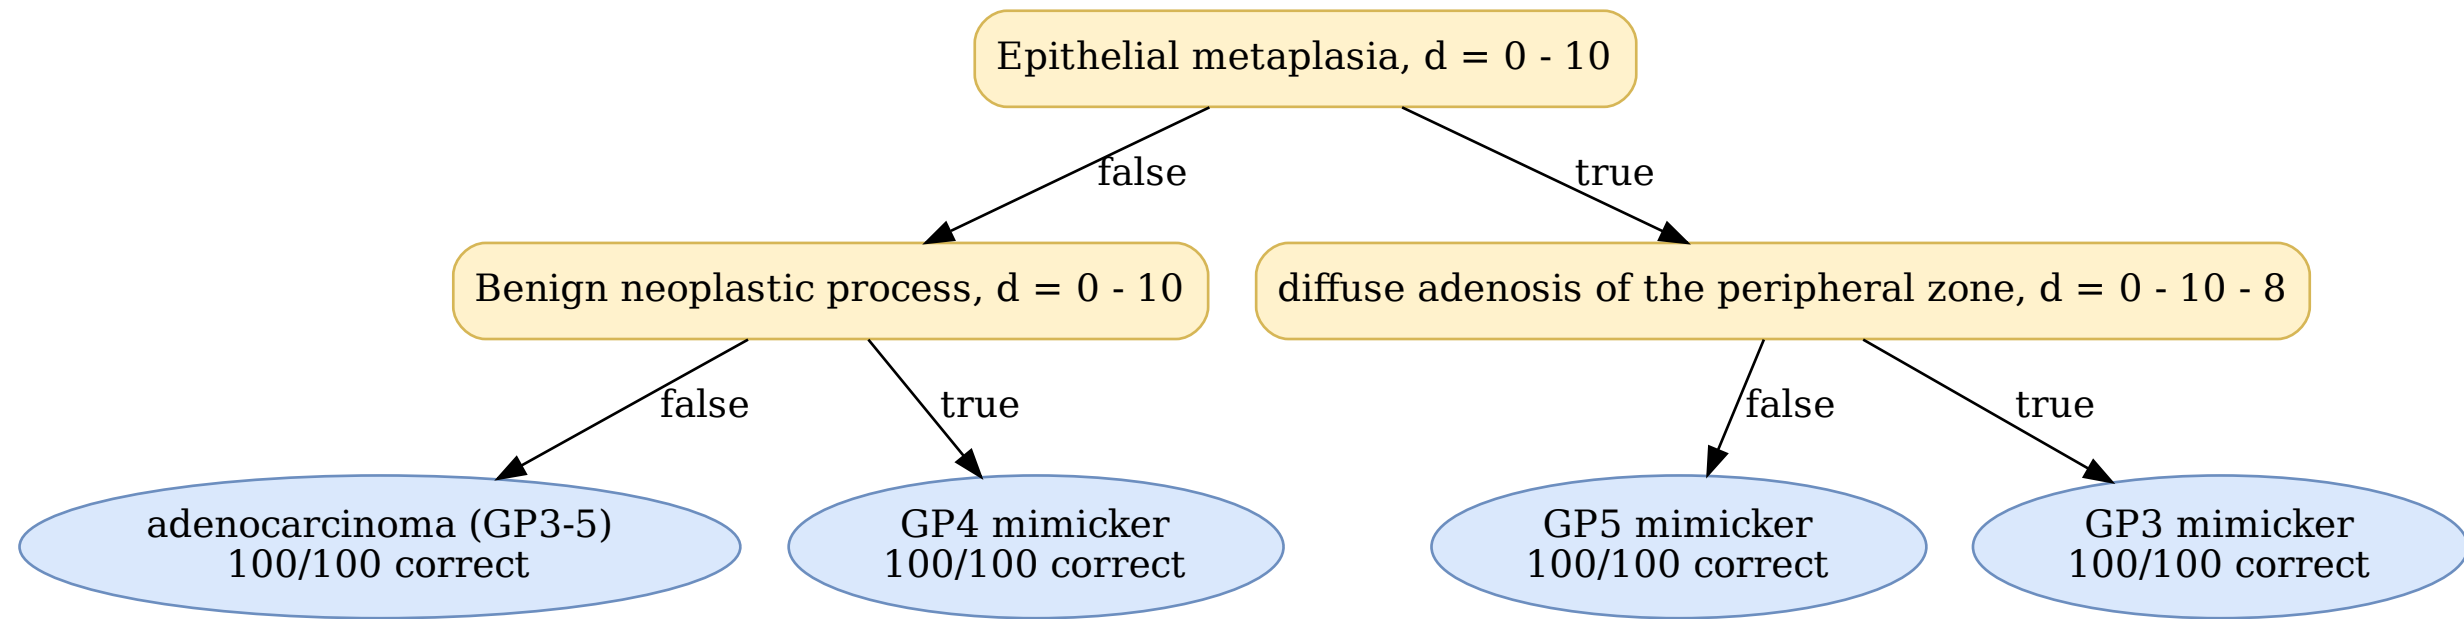 Epithelial metaplasia, d = 0 - 10
false
true
Benign neoplastic process, d = 0 - 10
diffuse adenosis of the peripheral zone, d = 0 - 10 - 8
false
true
false
true
adenocarcinoma (GP3-5)
100/100 correct
GP4 mimicker
100/100 correct
GP5 mimicker
100/100 correct
GP3 mimicker
100/100 correct